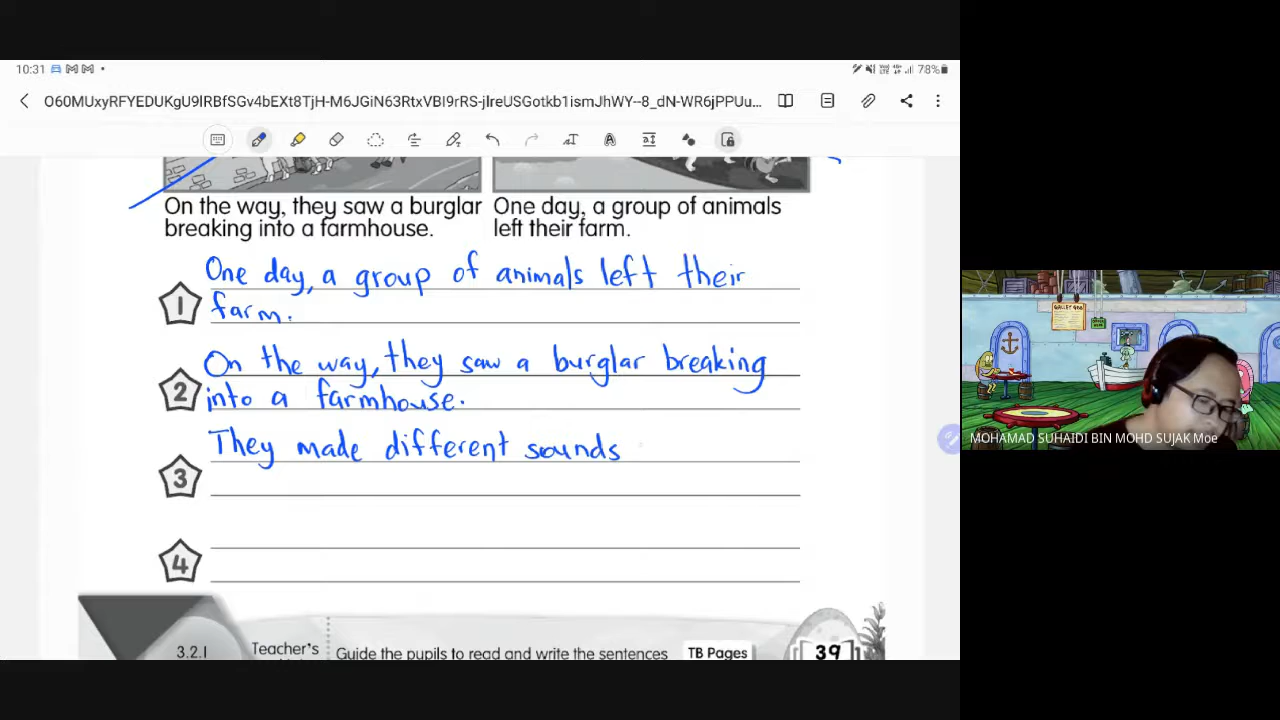 10:31
78%
O60MUxyRFYEDUKgU9lRBfSGv4bEXt8TjH-M6JGiN63RtxVBI9rRS-jlreUSGotkb1ismJhWY--8_dN-WR6jPPUu...
On the way, they saw a burglar
breaking into a farmhouse.
One day, a group of animals
left their farm.
One day, a group of animals left their
1 farm.
On the way, they saw a burglar breaking
2 into a farmhouse.
They made different sounds
3
4
3.2.1
Teacher's
Guide the pupils to read and write the sentences
TB Pages
39
MOHAMAD SUHAIDI BIN MOHD SUJAK Moe